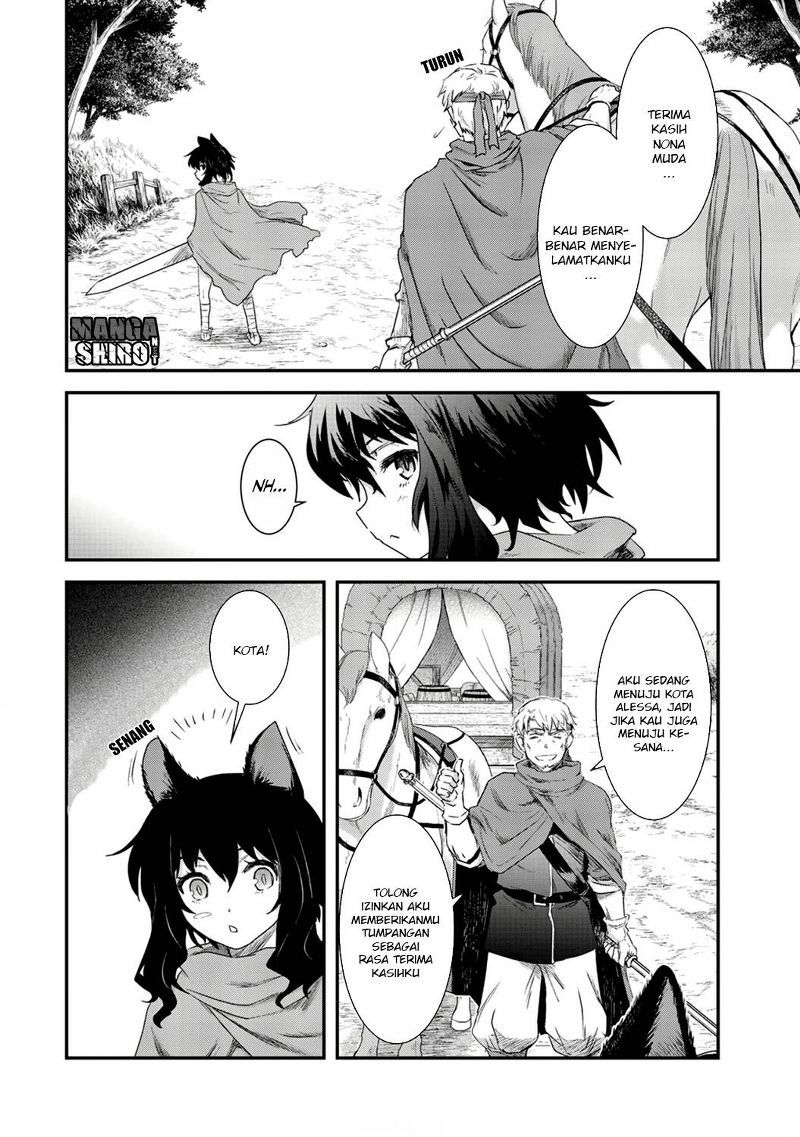 TURUN
TERIMA
KASIH
NONA
MUDA
...
KAU BENAR-
BENAR MENYE-
LAMATKANKU
...
MANGA
SHIRO
NH...
AKU SEDANG
MENUJU KOTA
ALESSA, JADI
JIKA KAU JUGA
MENUJU KE-
SANA...
TOLONG
IZINKAN AKU
MEMBERIKANMU
TUMPANGAN
SEBAGAI
RASA TERIMA
KASIHKU
KOTA!
SENANG